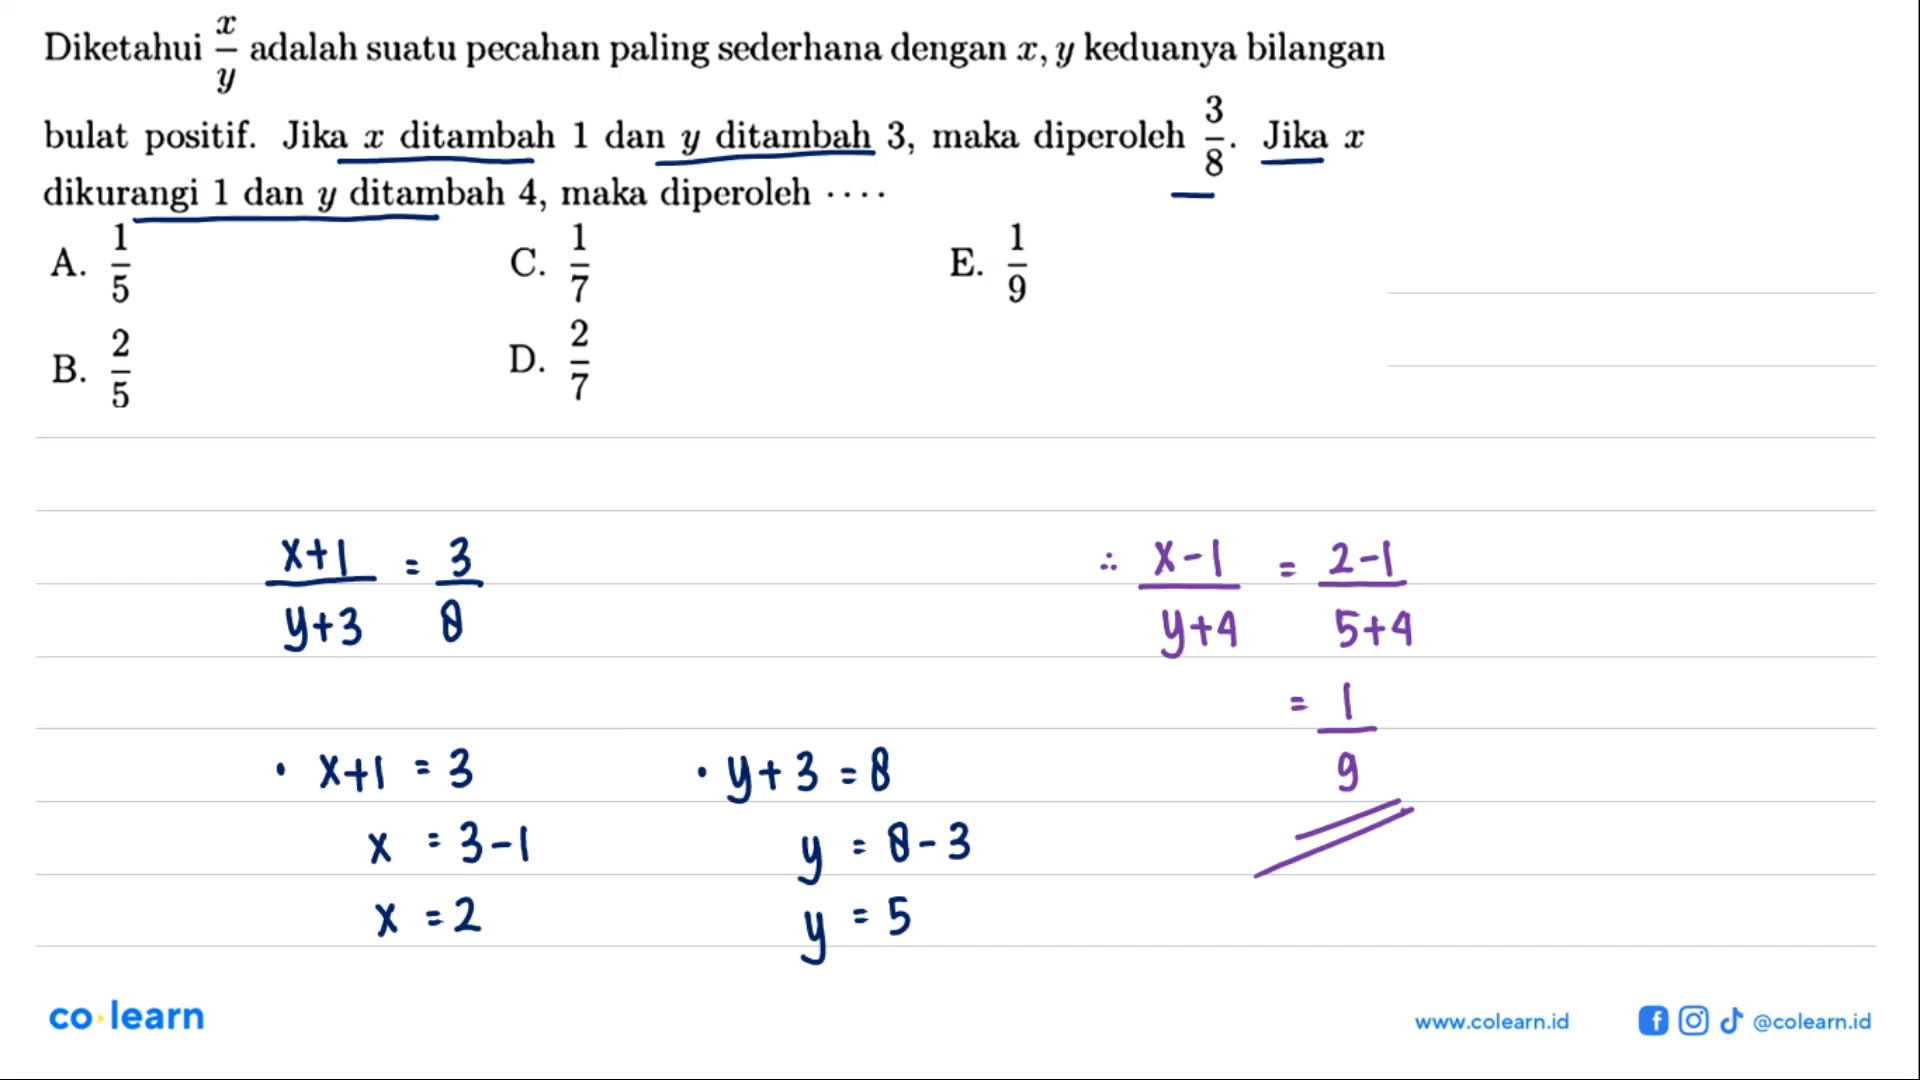 Diketahui x/y adalah suatu pecahan paling sederhana dengan x, y keduanya bilangan
bulat positif. Jika x ditambah 1 dan y ditambah 3, maka diperoleh 3/8. Jika x
dikurangi 1 dan y ditambah 4, maka diperoleh ····
A. 1/5
C. 1/7
E. 1/9
B. 2/5
D. 2/7
x+1/y+3 = 3/8
• x+1 = 3
x = 3-1
x = 2
• y+3 = 8
y = 8-3
y = 5
∴ x-1/y+4 = 2-1/5+4
= 1/9
co learn
www.colearn.id
@colearn.id